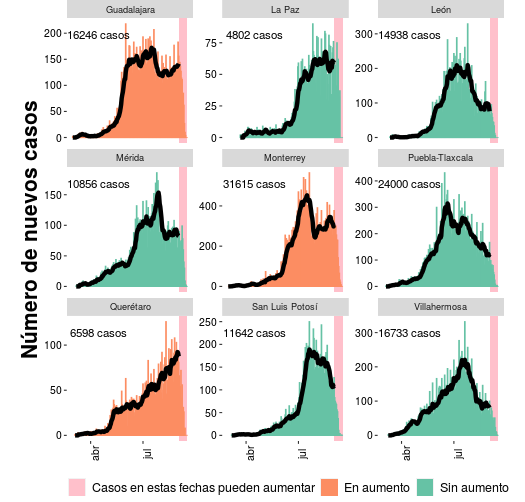 Número de nuevos casos
Guadalajara
La Paz
León
16246 casos
4802 casos
14938 casos
200
150
100
50
0
75
50
25
0
300
200
100
0
Mérida
Monterrey
Puebla-Tlaxcala
10856 casos
31615 casos
24000 casos
150
100
50
0
400
200
0
400
300
200
100
0
Querétaro
San Luis Potosí
Villahermosa
6598 casos
11642 casos
16733 casos
100
50
0
250
200
150
100
50
0
300
200
100
0
abr
jul
abr
jul
abr
jul
Casos en estas fechas pueden aumentar
En aumento
Sin aumento